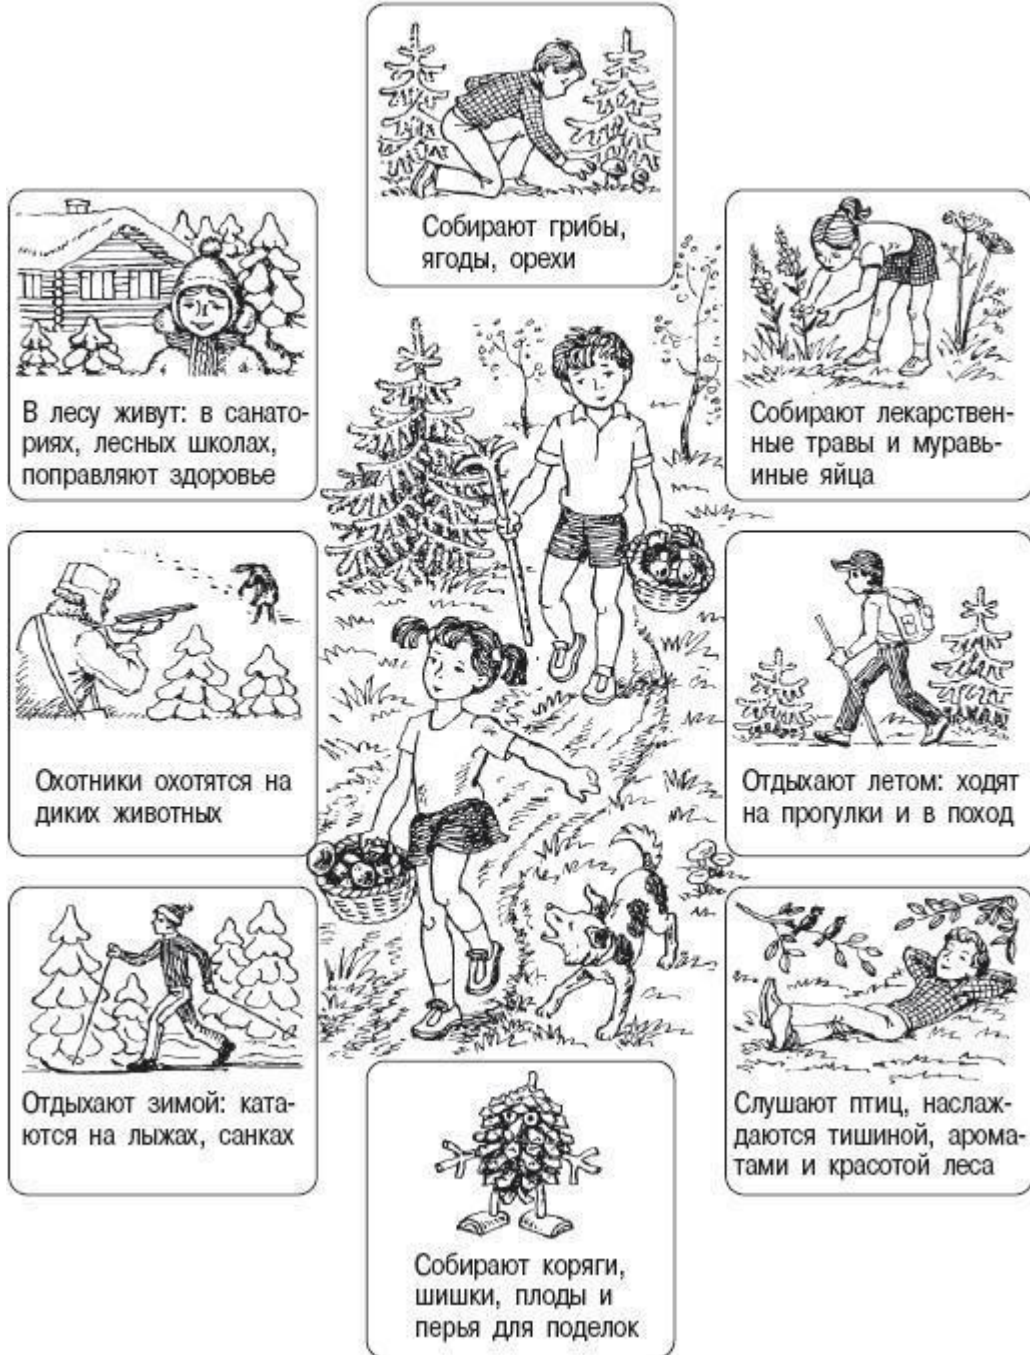 Собирают грибы,
ягоды, орехи
В лесу живут: в санато-
риях, лесных школах,
поправляют здоровье
Собирают лекарствен-
ные травы и муравь-
иные яйца
Охотники охотятся на
диких животных
Отдыхают летом: ходят
на прогулки и в поход
Отдыхают зимой: ката-
ются на лыжах, санках
Слушают птиц, наслаж-
даются тишиной, арома-
тами и красотой леса
Собирают коряги,
шишки, плоды и
перья для поделок